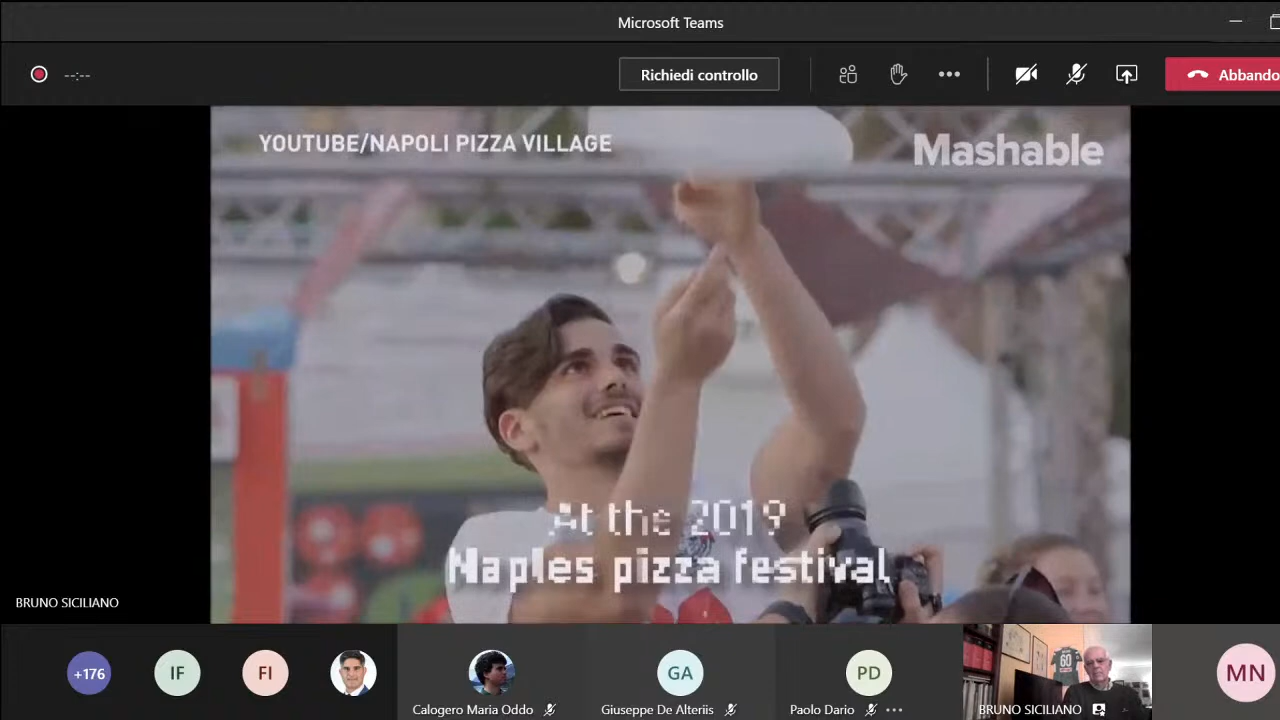 Microsoft Teams
--:--
Richiedi controllo
Abbando
YOUTUBE/NAPOLI PIZZA VILLAGE
Mashable
At the 2019
Naples pizza festival
BRUNO SICILIANO
+176
IF
FI
Calogero Maria Oddo
GA
Giuseppe De Alteriis
PD
Paolo Dario
60
BRUNO SICILIANO
MN